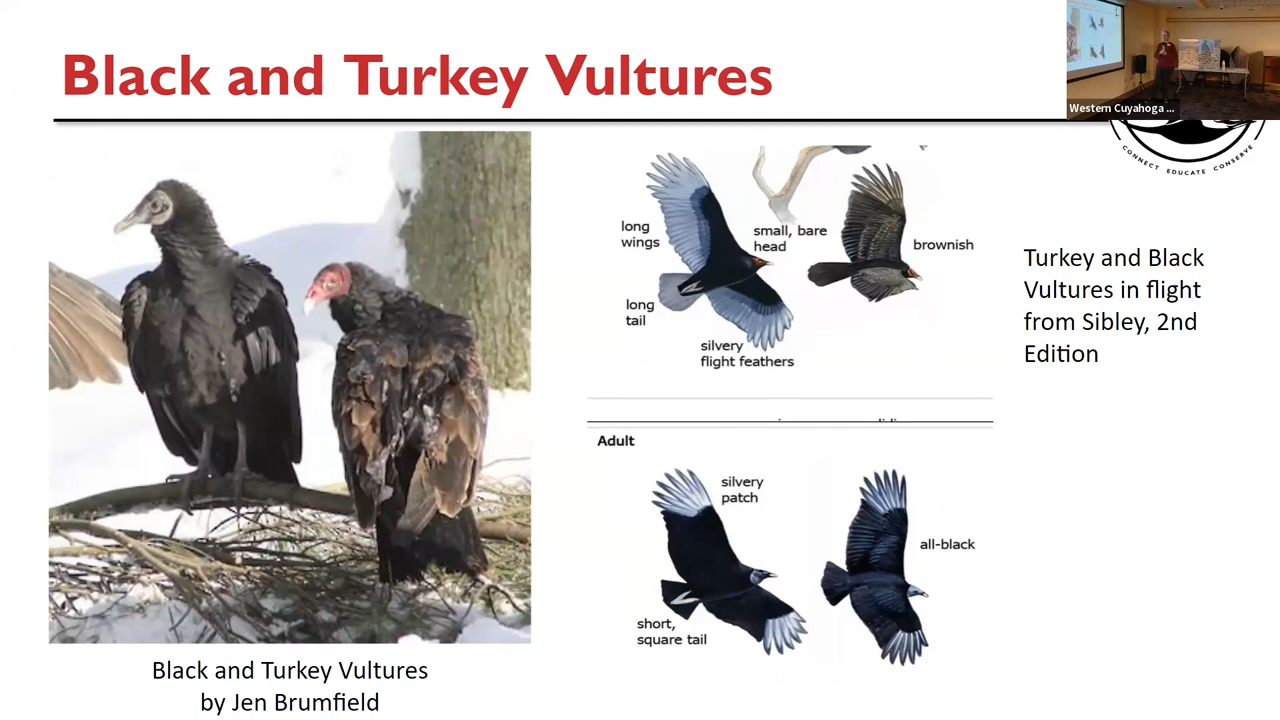 Black and Turkey Vultures
Western Cuyahoga ...
CONNECT EDUCATE CONSERVE
long
wings
small, bare
head
brownish
long
tail
silvery
flight feathers
Turkey and Black
Vultures in flight
from Sibley, 2nd
Edition
Adult
silvery
patch
all-black
short,
square tail
Black and Turkey Vultures
by Jen Brumfield